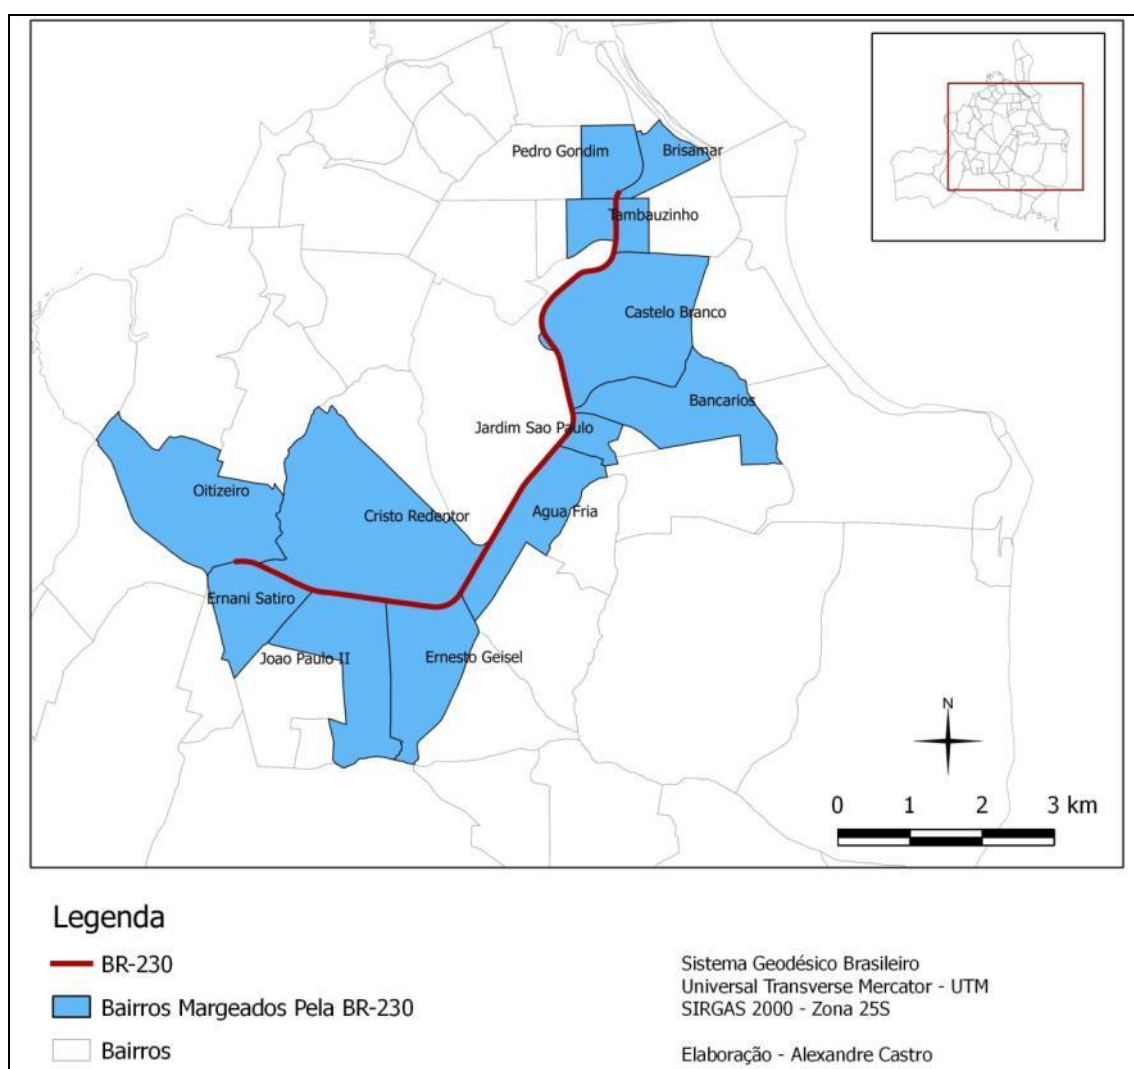 Pedro Gondim
Brisamar
Tambauzinho
Castelo Branco
Bancarios
Jardim Sao Paulo
Oitizeiro
Agua Fria
Cristo Redentor
Ernani Satiro
Joao Paulo II
Ernesto Geisel
N
0 1 2 3 km
Legenda
BR-230
Bairros Margeados Pela BR-230
Bairros
Sistema Geodésico Brasileiro
Universal Transverse Mercator - UTM
SIRGAS 2000 - Zona 25S
Elaboração - Alexandre Castro